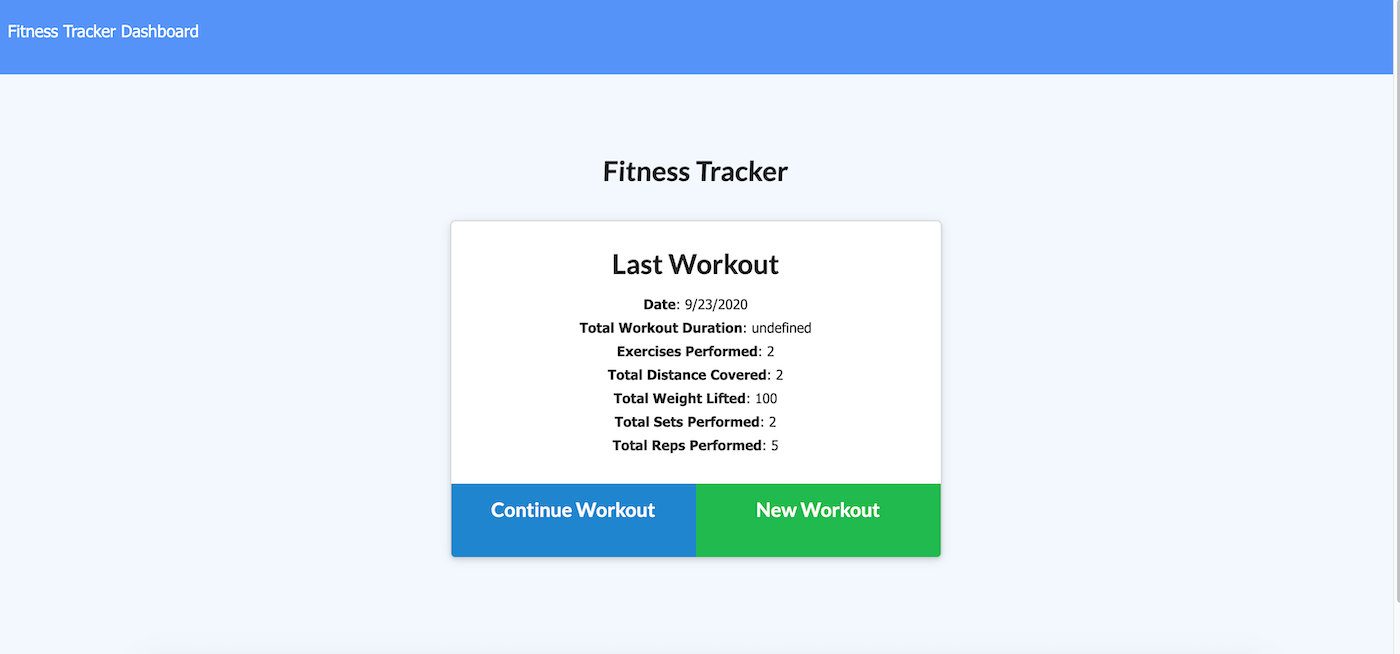 Fitness Tracker Dashboard
Fitness Tracker
Last Workout
Date: 9/23/2020
Total Workout Duration: undefined
Exercises Performed: 2
Total Distance Covered: 2
Total Weight Lifted: 100
Total Sets Performed: 2
Total Reps Performed: 5
Continue Workout
New Workout